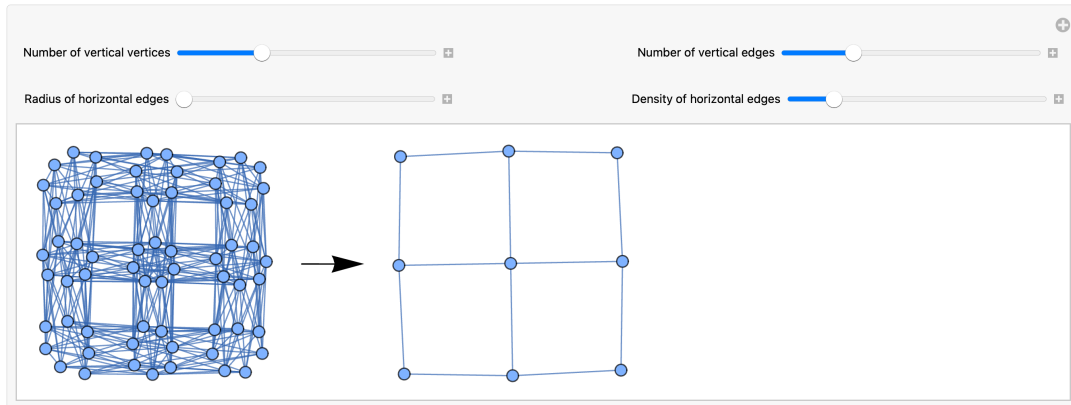 Number of vertical vertices
Number of vertical edges
Radius of horizontal edges
Density of horizontal edges